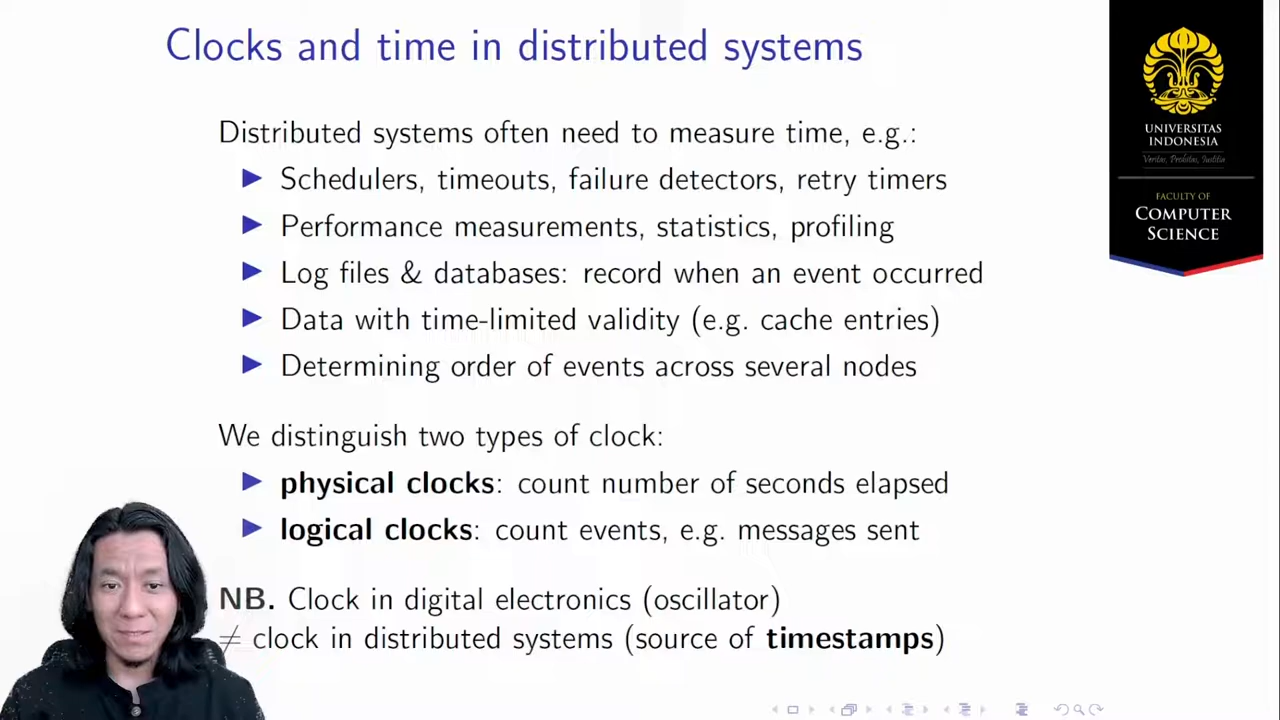 Clocks and time in distributed systems
Distributed systems often need to measure time, e.g.:
▶ Schedulers, timeouts, failure detectors, retry timers
▶ Performance measurements, statistics, profiling
▶ Log files & databases: record when an event occurred
▶ Data with time-limited validity (e.g. cache entries)
▶ Determining order of events across several nodes
We distinguish two types of clock:
▶ physical clocks: count number of seconds elapsed
▶ logical clocks: count events, e.g. messages sent
NB. Clock in digital electronics (oscillator)
≠ clock in distributed systems (source of timestamps)
UNIVERSITAS
INDONESIA
Veritas, Probitas, Iustitia
FACULTY OF
COMPUTER
SCIENCE